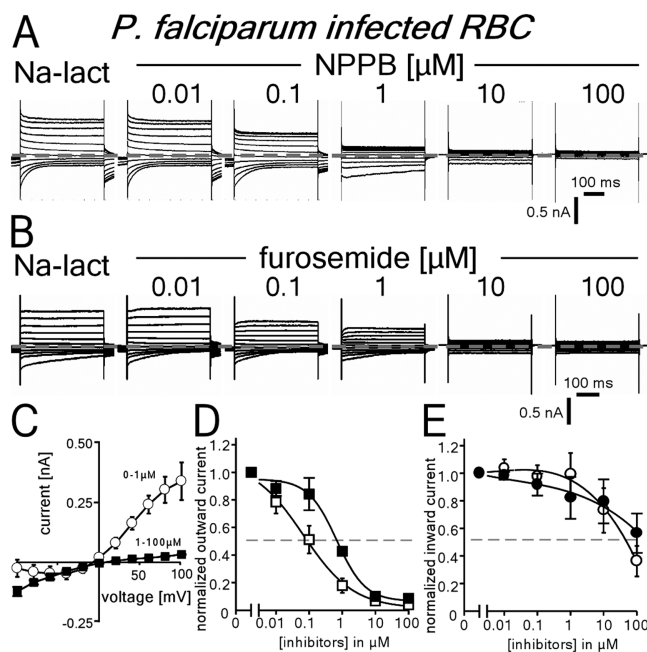 A P. falciparum infected RBC
Na-lact NPPB [µM]
0.01 0.1 1 10 100
100 ms
0.5 nA
B
Na-lact furosemide [µM]
0.01 0.1 1 10 100
100 ms
0.5 nA
C
current [nA]
0.50
0.25
-0.25
0-1µM
1-100µM
50 100
voltage [mV]
D
normalized outward current
1.2
1.0
0.8
0.6
0.4
0.2
0
0 0.01 0.1 1 10 100
[inhibitors] in µM
E
normalized inward current
1.2
1.0
0.8
0.6
0.4
0.2
0
0 0.01 0.1 1 10 100
[inhibitors] in µM